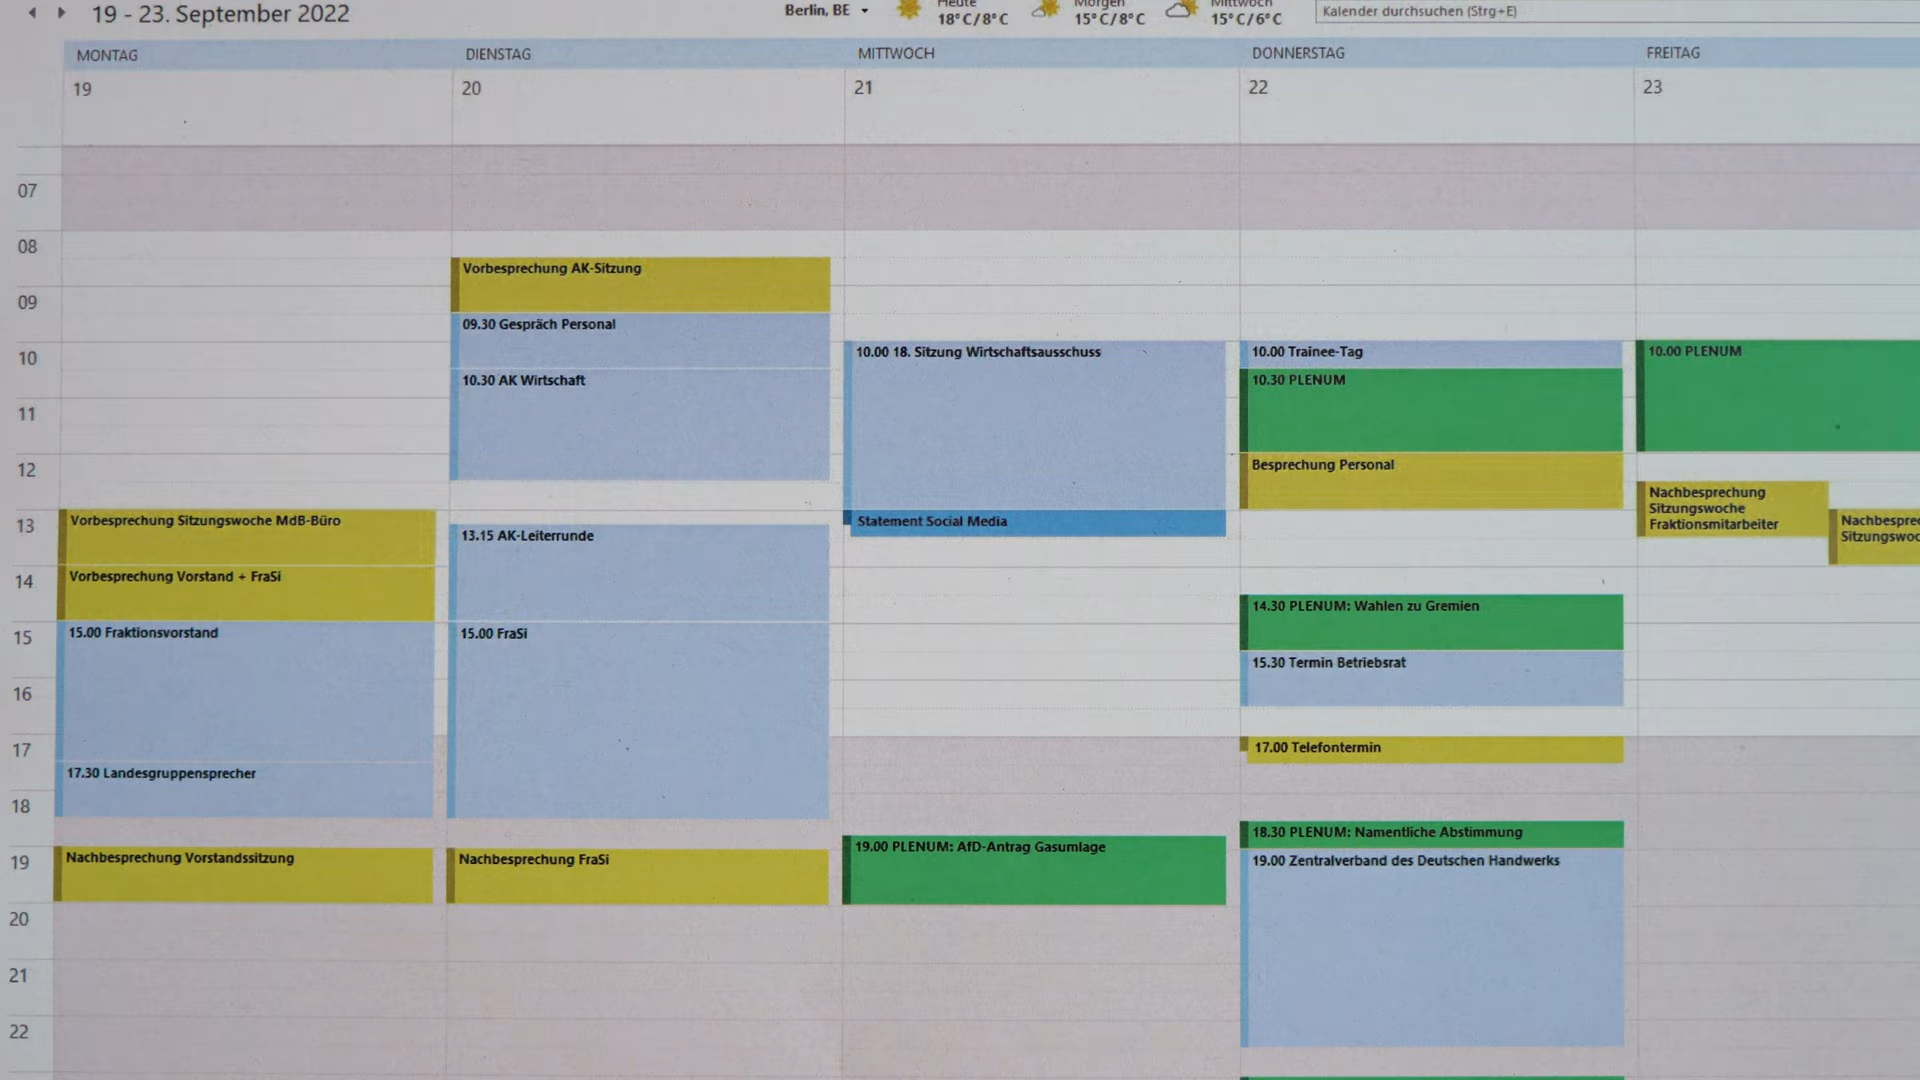 19 - 23. September 2022
Berlin, BE
Heute
18° C/8° C
Morgen
15° C/8° C
Mittwoch
15° C/6° C
Kalender durchsuchen (Strg+E)
MONTAG
DIENSTAG
MITTWOCH
DONNERSTAG
FREITAG
19
20
21
22
23
07
08
09
10
11
12
13
14
15
16
17
18
19
20
21
22
Vorbesprechung Sitzungswoche MdB-Büro
Vorbesprechung Vorstand + FraSi
15.00 Fraktionsvorstand
17.30 Landesgruppensprecher
Nachbesprechung Vorstandssitzung
Vorbesprechung AK-Sitzung
09.30 Gespräch Personal
10.30 AK Wirtschaft
13.15 AK-Leiterrunde
15.00 FraSi
Nachbesprechung FraSi
10.00 18. Sitzung Wirtschaftsausschuss
Statement Social Media
19.00 PLENUM: AfD-Antrag Gasumlage
10.00 Trainee-Tag
10.30 PLENUM
Besprechung Personal
14.30 PLENUM: Wahlen zu Gremien
15.30 Termin Betriebsrat
17.00 Telefontermin
18.30 PLENUM: Namentliche Abstimmung
19.00 Zentralverband des Deutschen Handwerks
10.00 PLENUM
Nachbesprechung
Sitzungswoche
Fraktionsmitarbeiter
Nachbesprec
Sitzungswoc